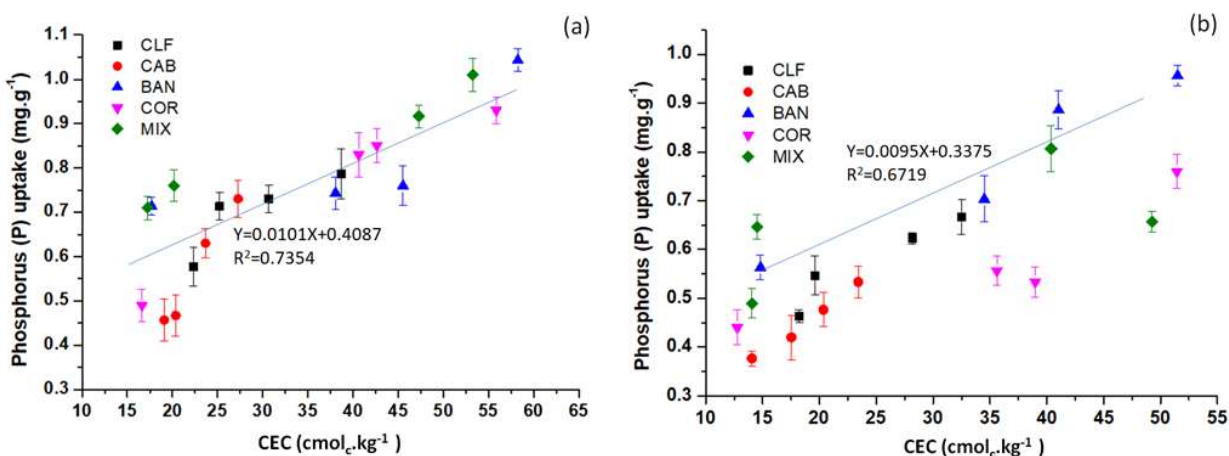 (a)
1.1
1.0
0.9
0.8
0.7
0.6
0.5
0.4
0.3
Phosphorus (P) uptake (mg.g-1)
CLF
CAB
BAN
COR
MIX
Y=0.0101X+0.4087
R2=0.7354
10 15 20 25 30 35 40 45 50 55 60 65
CEC (cmolc.kg-1 )
(b)
1.0
0.9
0.8
0.7
0.6
0.5
0.4
0.3
Phosphorus (P) uptake (mg.g-1)
CLF
CAB
BAN
COR
MIX
Y=0.0095X+0.3375
R2=0.6719
10 15 20 25 30 35 40 45 50 55
CEC (cmolc.kg-1 )